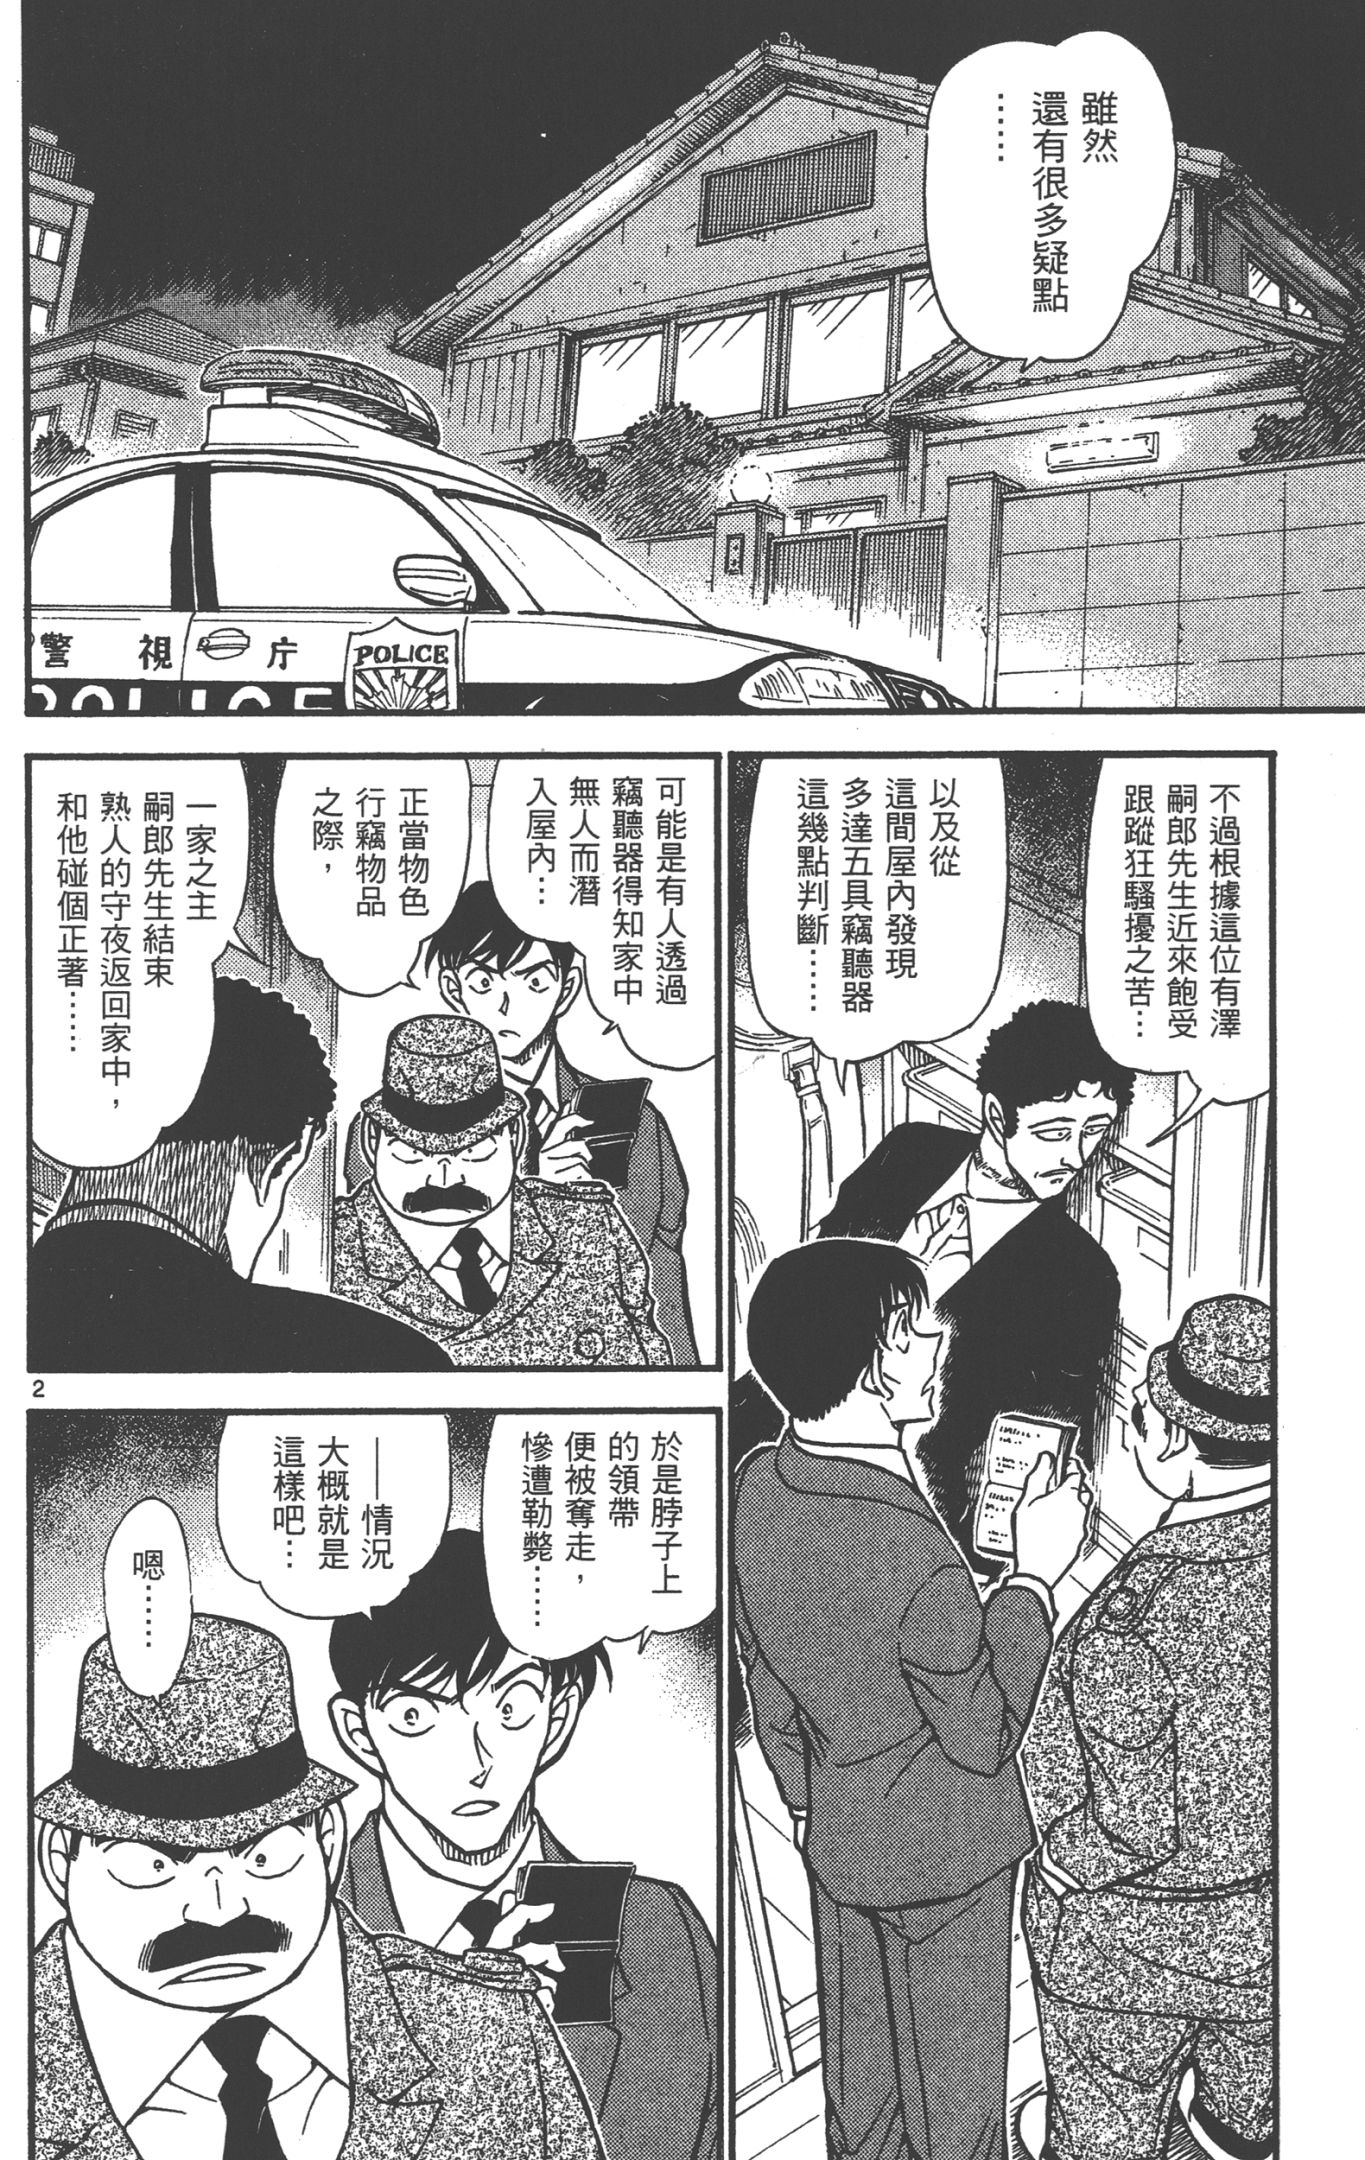 雖然
還有很多疑點
……
警視庁
POLICE
POLICE
不過根據這位有澤
嗣郎先生近來飽受
跟蹤狂騷擾之苦…
以及從
這間屋內發現
多達五具竊聽器
這幾點判斷……
可能是有人透過
竊聽器得知家中
無人而潛
入屋內…
正當物色
行竊物品
之際，
一家之主
嗣郎先生結束
熟人的守夜返回家中，
和他碰個正著……
2
於是脖子上
的領帶
便被奪走，
慘遭勒斃……
——情況
大概就是
這樣吧…
嗯……